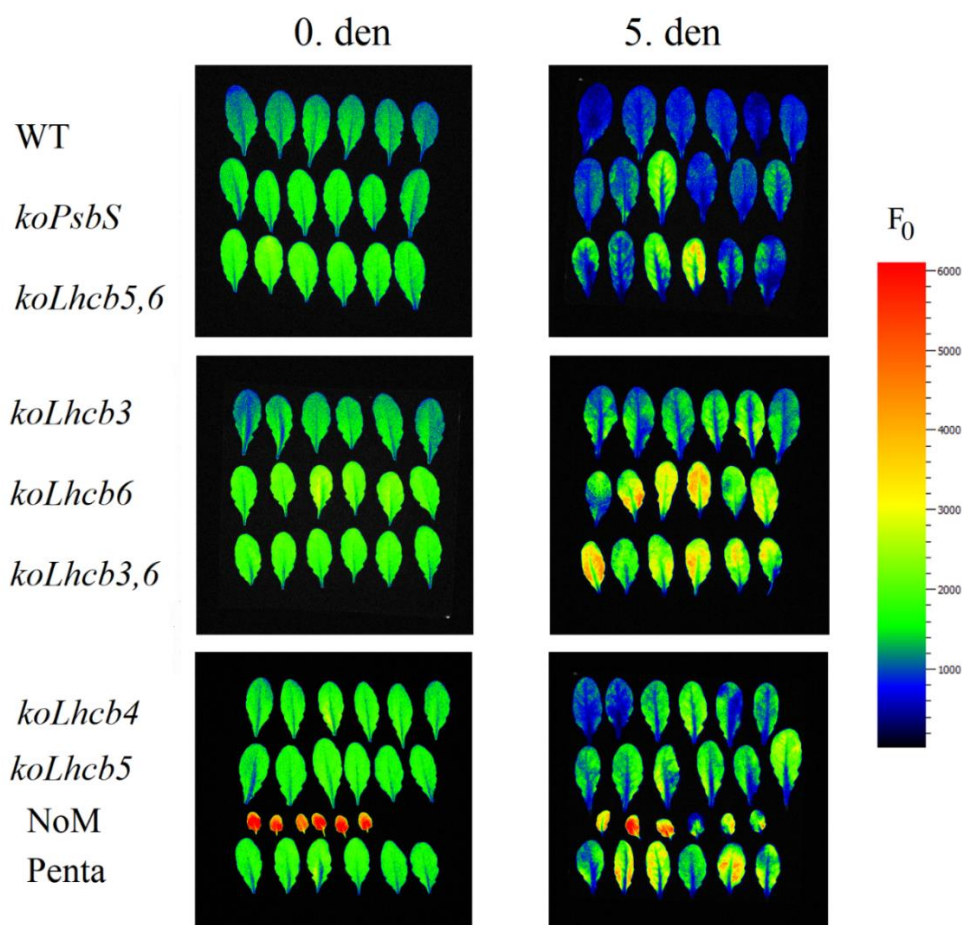 0. den
5. den
WT
koPsbS
koLhcb5,6
koLhcb3
koLhcb6
koLhcb3,6
koLhcb4
koLhcb5
NoM
Penta
F0
6000
5000
4000
3000
2000
1000